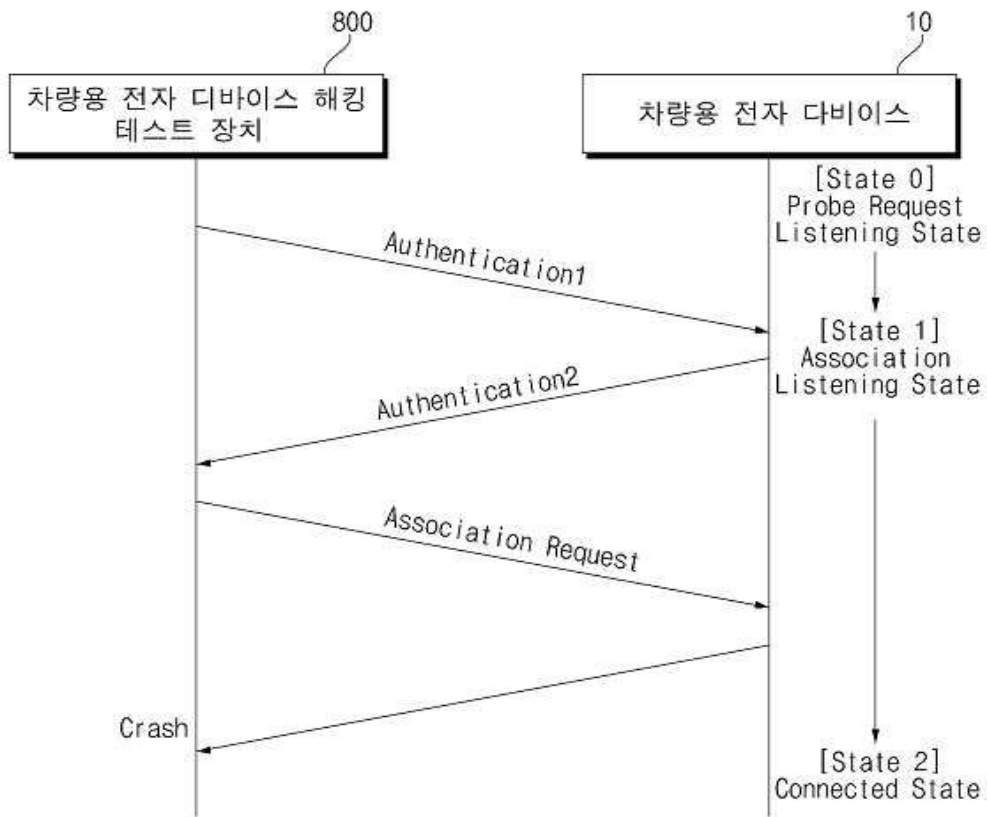 800
10
차량용 전자 디바이스 해킹
테스트 장치
차량용 전자 다비이스
[State 0]
Probe Request
Listening State
Authentication1
[State 1]
Association
Listening State
Authentication2
Association Request
Crash
[State 2]
Connected State